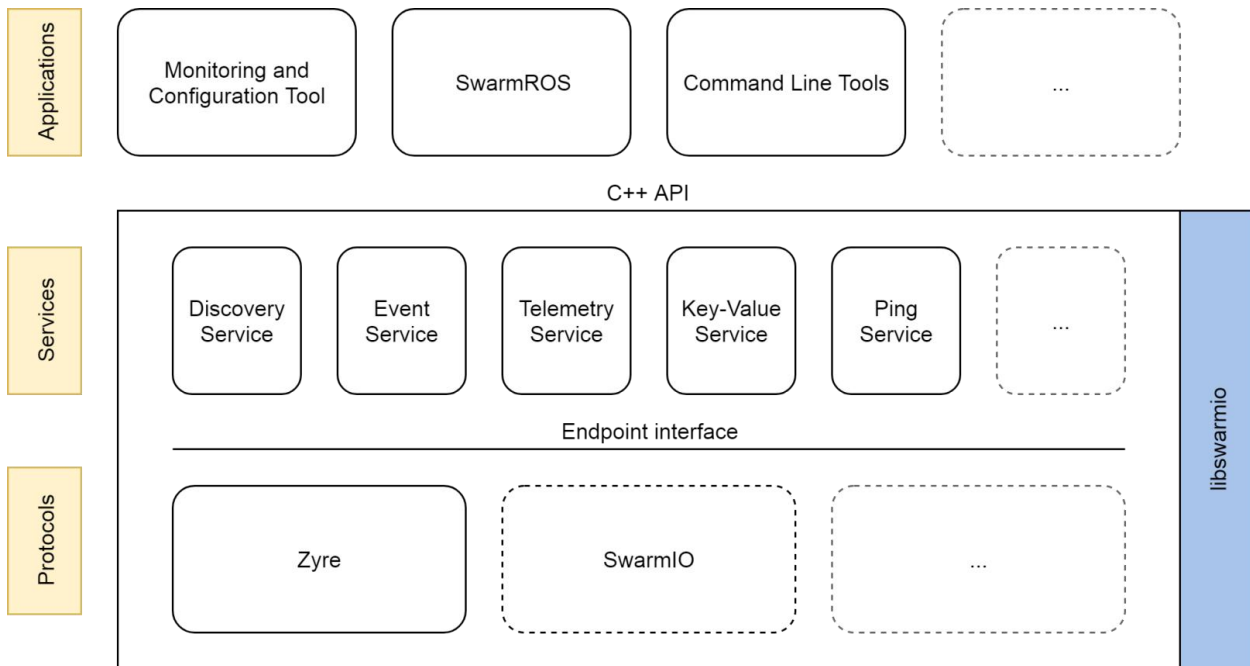 Applications
Monitoring and
Configuration Tool
SwarmROS
Command Line Tools
...
C++ API
Services
Discovery
Service
Event
Service
Telemetry
Service
Key-Value
Service
Ping
Service
...
libswarmio
Endpoint interface
Protocols
Zyre
SwarmIO
...